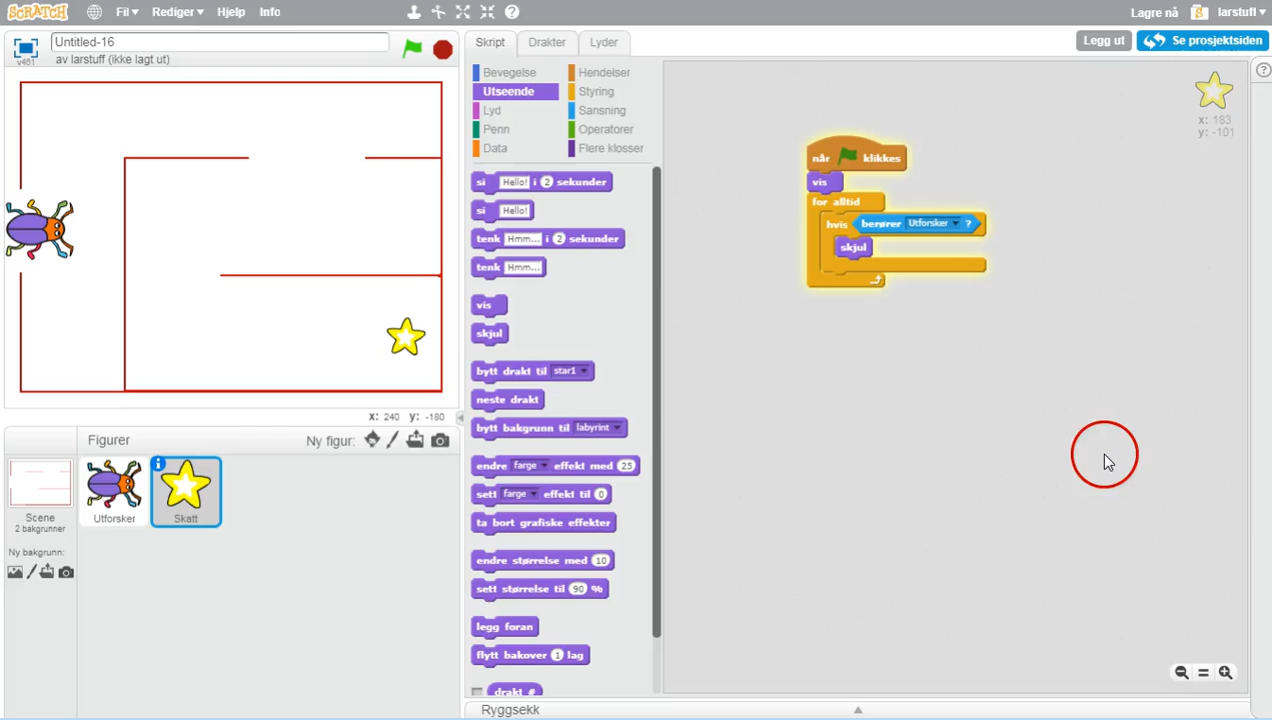 SCRATCH Fil Rediger Hjelp Info Lagre nå larstufl
v461 Untitled-16
av larstuff (ikke lagt ut)
Skript Drakter Lyder
Legg ut Se prosjektsiden
Bevegelse Hendelser
Utseende Styring
Lyd Sansning
Penn Operatorer
Data Flere klosser
si Hello! i 2 sekunder
si Hello!
tenk Hmm... i 2 sekunder
tenk Hmm...
vis
skjul
bytt drakt til star1
neste drakt
bytt bakgrunn til labyrint
endre farge effekt med 25
sett farge effekt til 0
ta bort grafiske effekter
endre størrelse med 10
sett størrelse til 90 %
legg foran
flytt bakover 1 lag
drakt #
når klikkes
vis
for alltid
hvis berører Utforsker ?
skjul
x: 183
y: -101
x: 240 y: -180
Figurer Ny figur:
Scene
2 bakgrunner
Ny bakgrunn:
Utforsker
Skatt
Ryggsekk